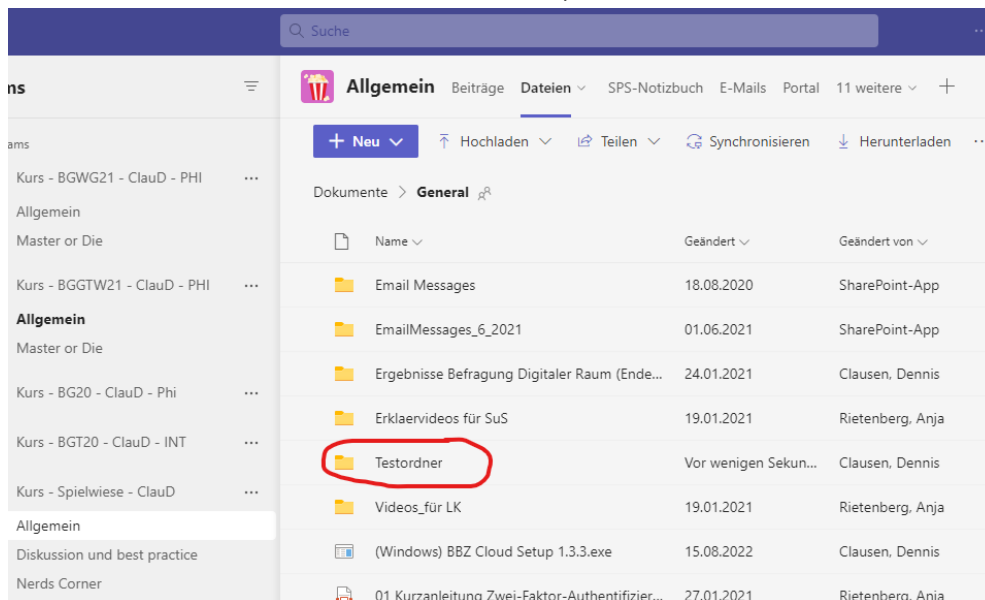 Suche
ns
ams
Kurs - BGWG21 - ClauD - PHI ...
Allgemein
Master or Die
Kurs - BGGTW21 - ClauD - PHI ...
Allgemein
Master or Die
Kurs - BG20 - ClauD - Phi ...
Kurs - BGT20 - ClauD - INT ...
Kurs - Spielwiese - ClauD ...
Allgemein
Diskussion und best practice
Nerds Corner
Allgemein Beiträge Dateien SPS-Notizbuch E-Mails Portal 11 weitere
Neu Hochladen Teilen Synchronisieren Herunterladen
Dokumente > General
Name Geändert Geändert von
Email Messages 18.08.2020 SharePoint-App
EmailMessages_6_2021 01.06.2021 SharePoint-App
Ergebnisse Befragung Digitaler Raum (Ende... 24.01.2021 Clausen, Dennis
Erklaervideos für SuS 19.01.2021 Rietenberg, Anja
Testordner Vor wenigen Sekun... Clausen, Dennis
Videos_für LK 19.01.2021 Rietenberg, Anja
(Windows) BBZ Cloud Setup 1.3.3.exe 15.08.2022 Clausen, Dennis
01 Kurzanleitung Zwei-Faktor-Authentifizier... 27.01.2021 Rietenberg, Anja